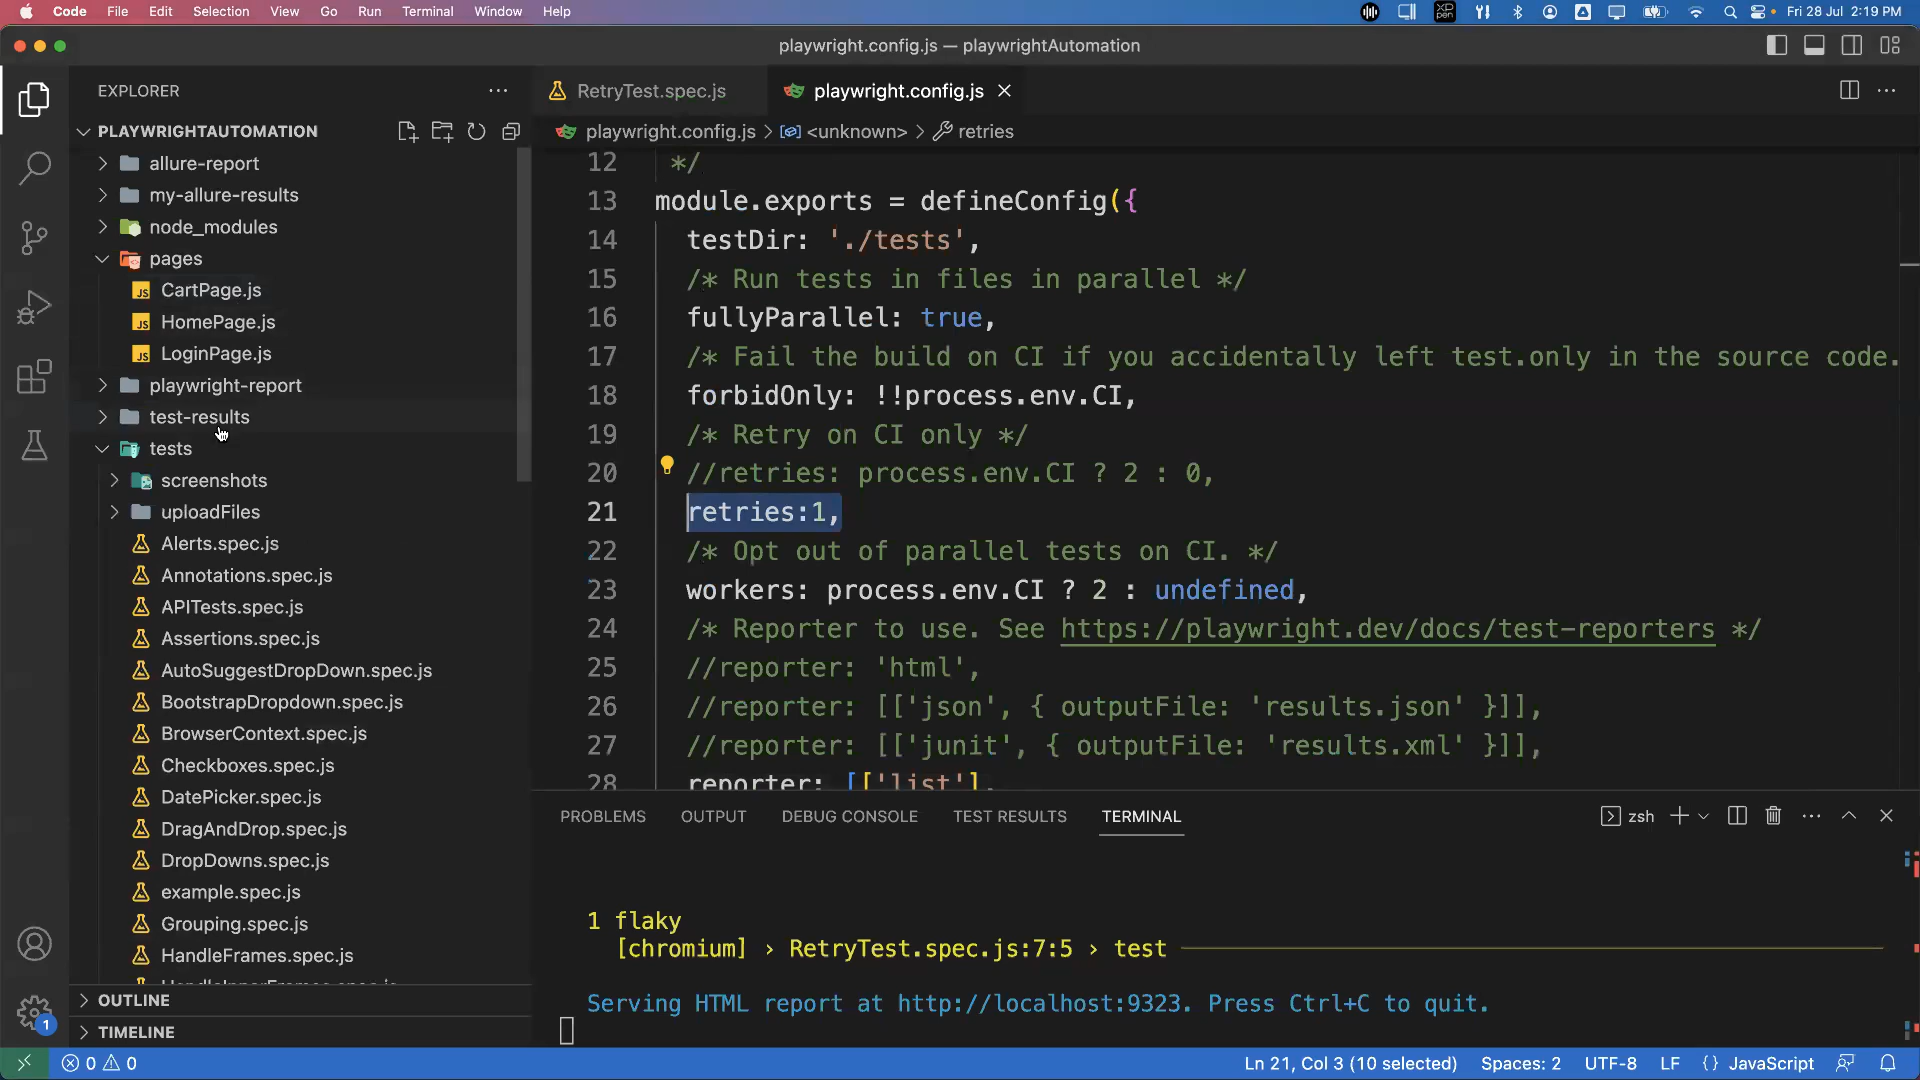 Code File Edit Selection View Go Run Terminal Window Help
XD PEN
Fri 28 Jul 2:19 PM
playwright.config.js — playwrightAutomation
EXPLORER
PLAYWRIGHTAUTOMATION
allure-report
my-allure-results
node_modules
pages
JS CartPage.js
JS HomePage.js
JS LoginPage.js
playwright-report
test-results
tests
screenshots
uploadFiles
Alerts.spec.js
Annotations.spec.js
APITests.spec.js
Assertions.spec.js
AutoSuggestDropDown.spec.js
BootstrapDropdown.spec.js
BrowserContext.spec.js
Checkboxes.spec.js
DatePicker.spec.js
DragAndDrop.spec.js
DropDowns.spec.js
example.spec.js
Grouping.spec.js
HandleFrames.spec.js
HandleInnerFrames.spec.js
OUTLINE
TIMELINE
1
RetryTest.spec.js playwright.config.js
playwright.config.js > <unknown> > retries
12 */
13 module.exports = defineConfig({
14 testDir: './tests',
15 /* Run tests in files in parallel */
16 fullyParallel: true,
17 /* Fail the build on CI if you accidentally left test.only in the source code.
18 forbidOnly: !!process.env.CI,
19 /* Retry on CI only */
20 //retries: process.env.CI ? 2 : 0,
21 retries:1,
22 /* Opt out of parallel tests on CI. */
23 workers: process.env.CI ? 2 : undefined,
24 /* Reporter to use. See https://playwright.dev/docs/test-reporters */
25 //reporter: 'html',
26 //reporter: [['json', { outputFile: 'results.json' }]],
27 //reporter: [['junit', { outputFile: 'results.xml' }]],
28 reporter: [['list'],
PROBLEMS OUTPUT DEBUG CONSOLE TEST RESULTS TERMINAL
zsh
1 flaky
[chromium] › RetryTest.spec.js:7:5 › test
Serving HTML report at http://localhost:9323. Press Ctrl+C to quit.
0 0
Ln 21, Col 3 (10 selected) Spaces: 2 UTF-8 LF {} JavaScript